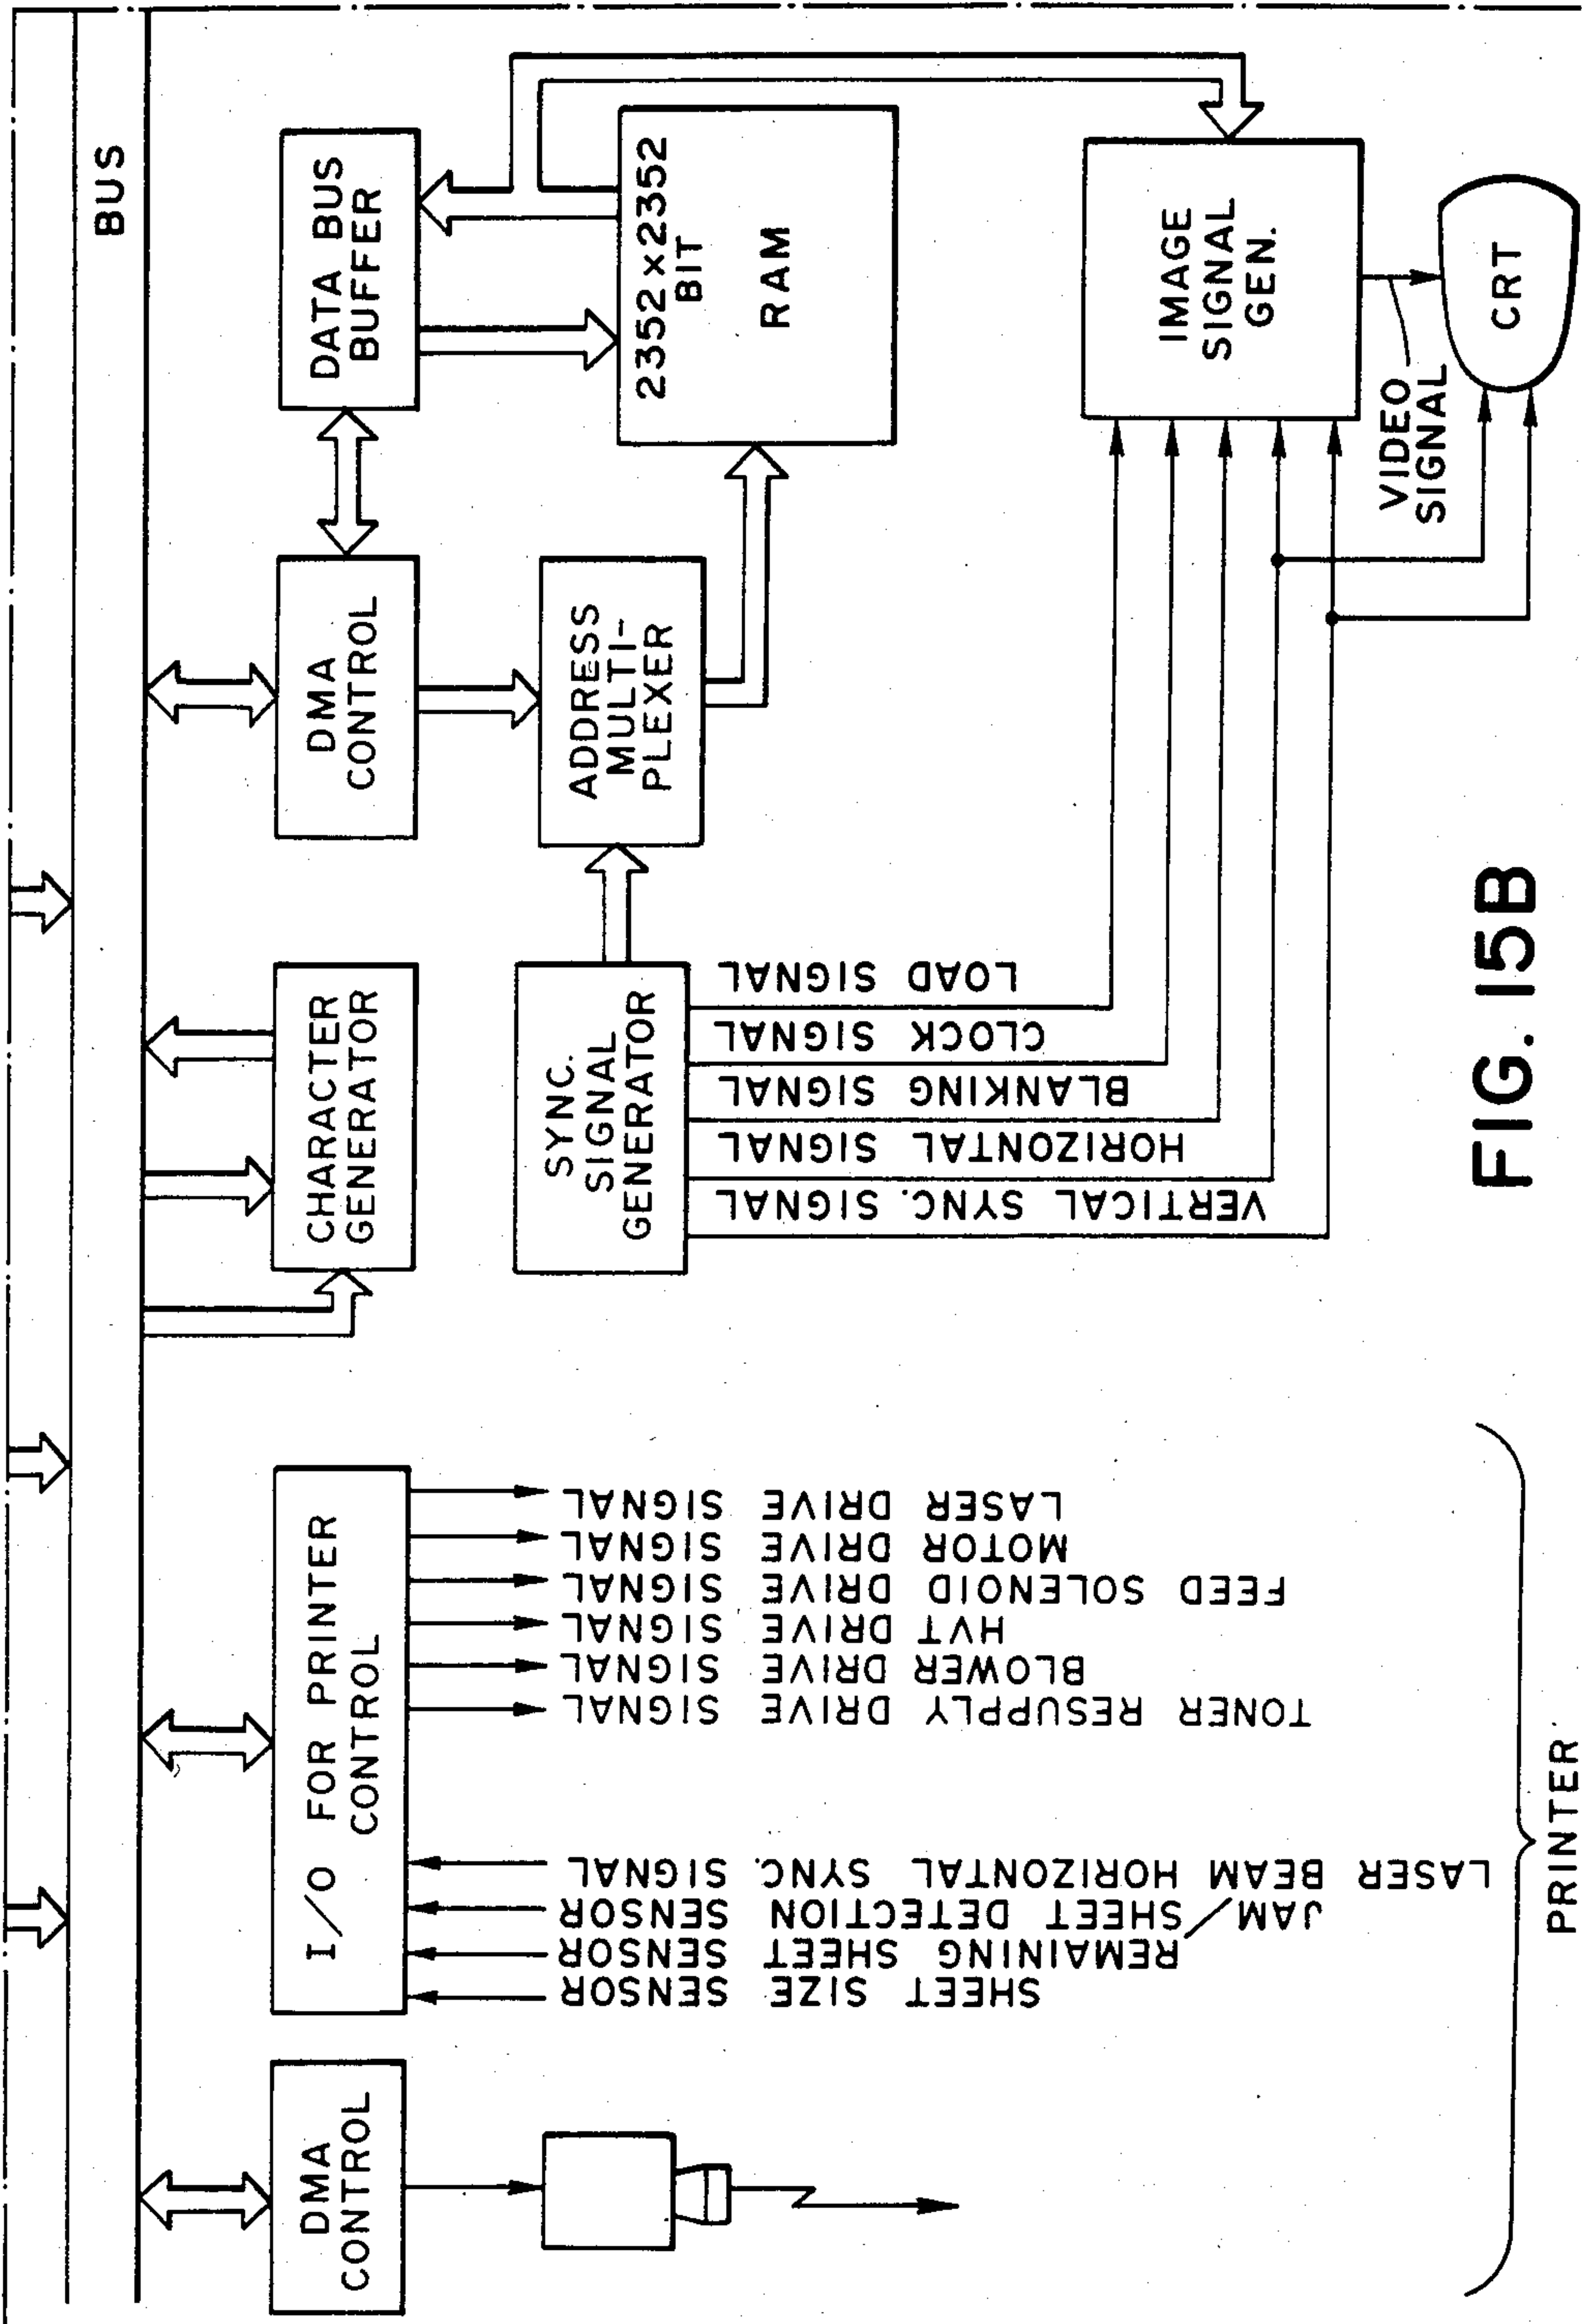 BUS
DMA
CONTROL
I/O FOR PRINTER
CONTROL
CHARACTER
GENERATOR
DMA
CONTROL
DATA BUS
BUFFER
SYNC.
SIGNAL
GENERATOR
ADDRESS
MULTI-
PLEXER
2352×2352
BIT
RAM
SHEET SIZE SENSOR
REMAINING SHEET SENSOR
JAM/SHEET DETECTION SENSOR
LASER BEAM HORIZONTAL SYNC. SIGNAL
TONER RESUPPLY DRIVE SIGNAL
BLOWER DRIVE SIGNAL
HVT DRIVE SIGNAL
FEED SOLENOID DRIVE SIGNAL
MOTOR DRIVE SIGNAL
LASER DRIVE SIGNAL
VERTICAL SYNC. SIGNAL
HORIZONTAL SIGNAL
BLANKING SIGNAL
CLOCK SIGNAL
LOAD SIGNAL
IMAGE
SIGNAL
GEN.
VIDEO
SIGNAL
CRT
PRINTER
FIG. 15B